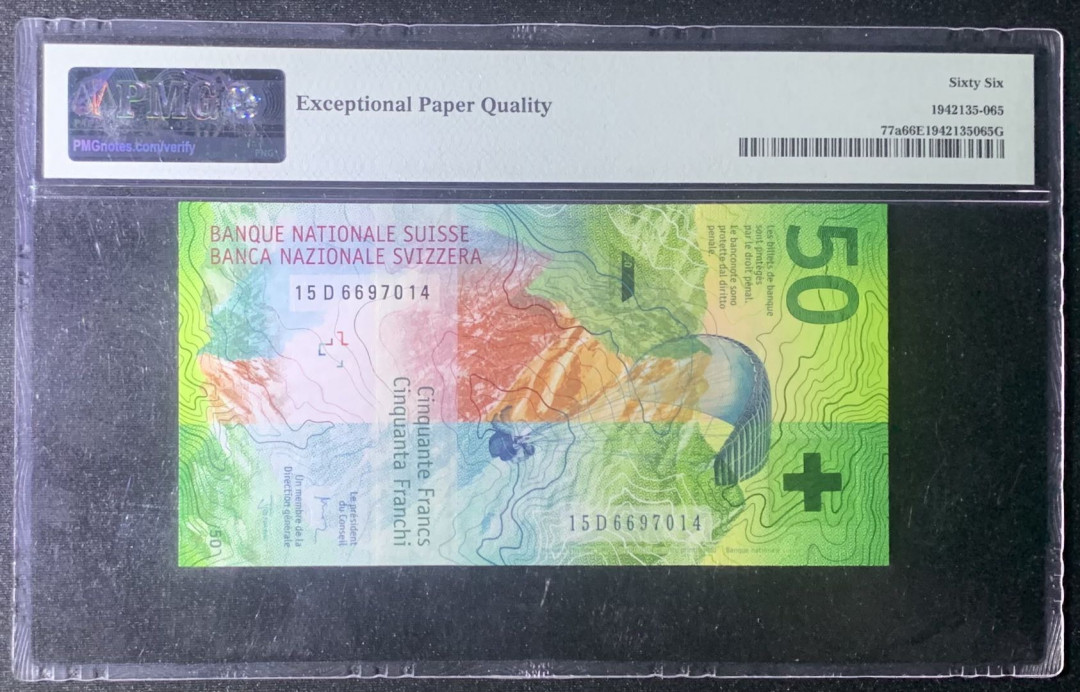 PMG
PMGnotes.com/verify
Exceptional Paper Quality
Sixty Six
1942135-065
77a66E1942135065G
BANQUE NATIONALE SUISSE
BANCA NAZIONALE SVIZZERA
15D6697014
Cinquante Francs
Cinquanta Franchi
Le président
du Conseil
Un membre de la
Direction générale
50
Les billets de banque
sont protégés
par le droit pénal.
Le banconote sono
protette dal diritto
penale.
50
15D6697014
Banque nationale